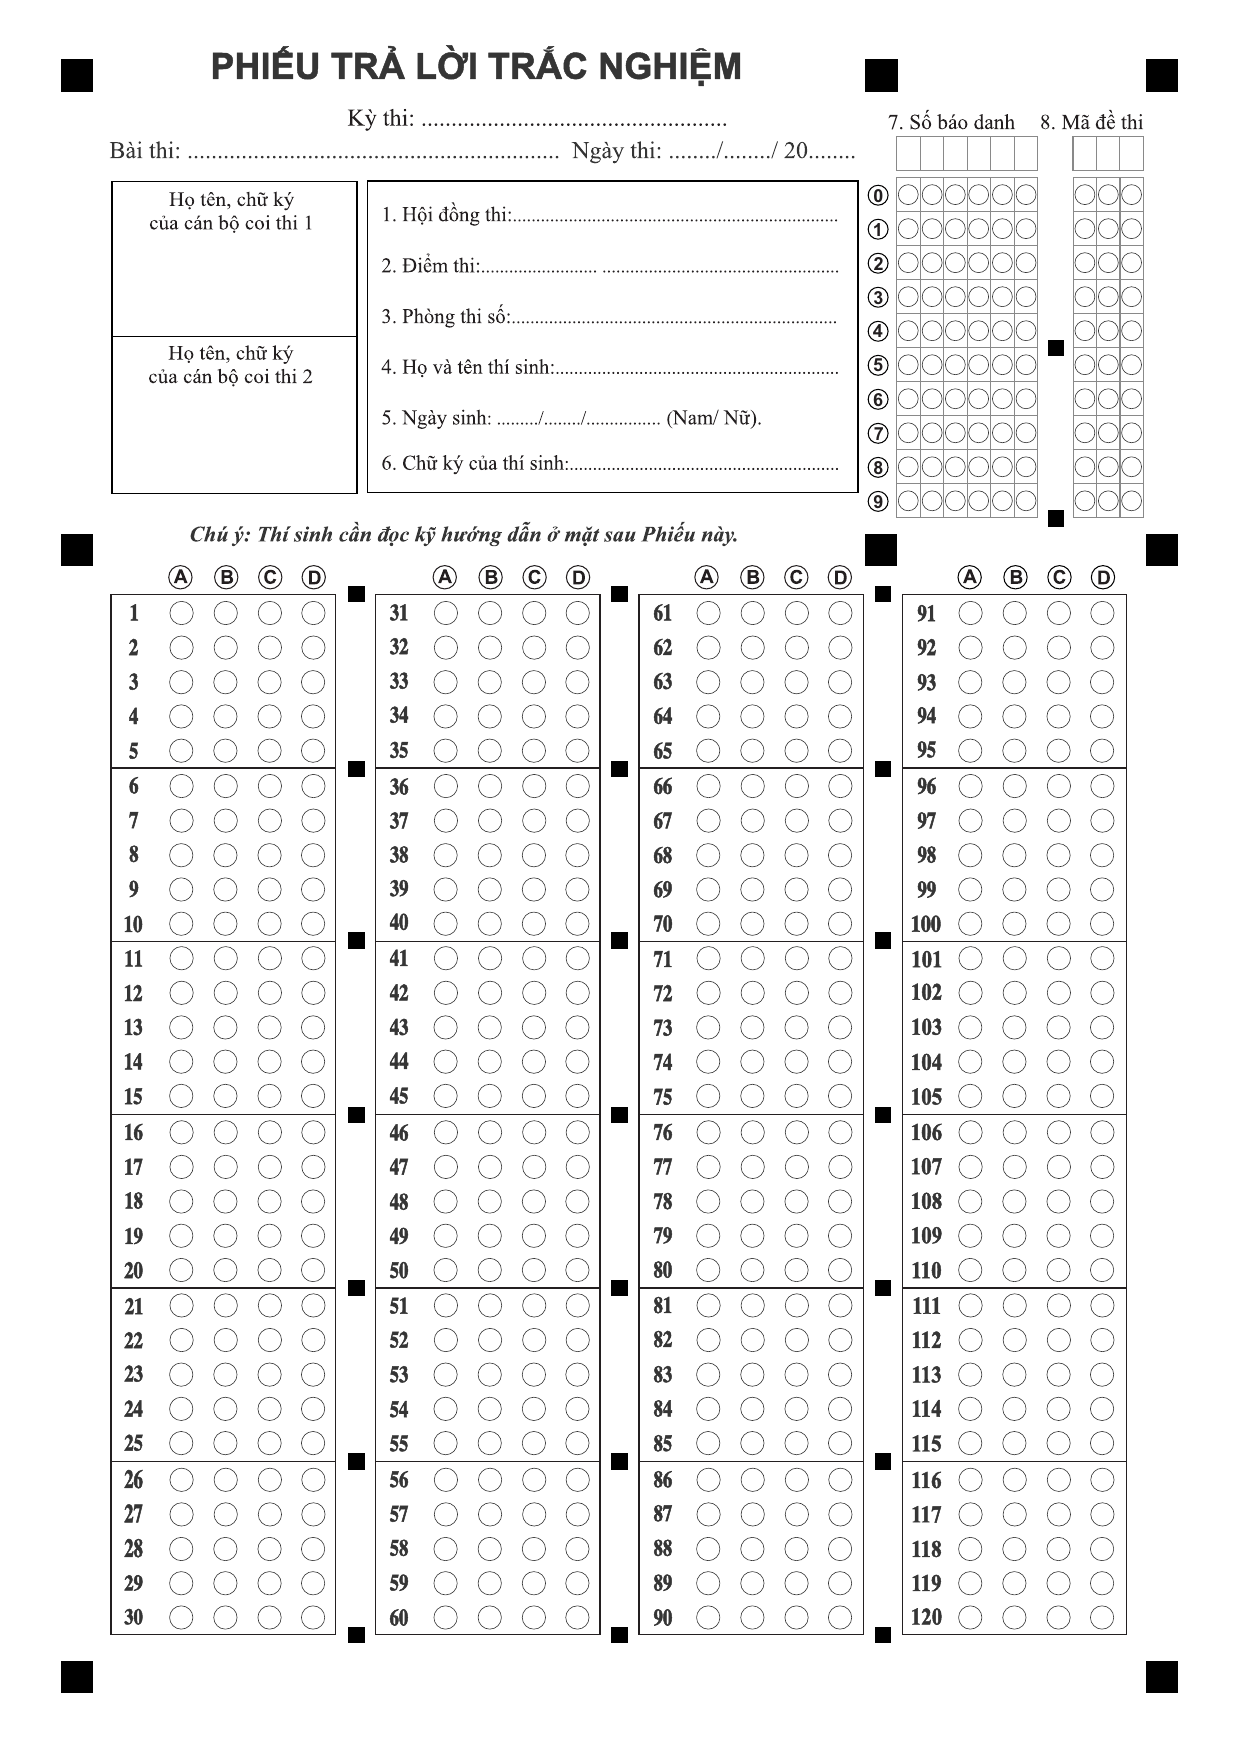 PHIẾU TRẢ LỜI TRẮC NGHIỆM
Kỳ thi: ...................................................
Bài thi: .............................................................. Ngày thi: ......../......../ 20........
7. Số báo danh 8. Mã đề thi
Họ tên, chữ ký
của cán bộ coi thi 1
Họ tên, chữ ký
của cán bộ coi thi 2
1. Hội đồng thi:......................................................................
2. Điểm thi:......................... ...................................................
3. Phòng thi số:......................................................................
4. Họ và tên thí sinh:.............................................................
5. Ngày sinh: ........./......../................ (Nam/ Nữ).
6. Chữ ký của thí sinh:..........................................................
0
1
2
3
4
5
6
7
8
9
Chú ý: Thí sinh cần đọc kỹ hướng dẫn ở mặt sau Phiếu này.
A B C D A B C D A B C D A B C D
1 31 61 91
2 32 62 92
3 33 63 93
4 34 64 94
5 35 65 95
6 36 66 96
7 37 67 97
8 38 68 98
9 39 69 99
10 40 70 100
11 41 71 101
12 42 72 102
13 43 73 103
14 44 74 104
15 45 75 105
16 46 76 106
17 47 77 107
18 48 78 108
19 49 79 109
20 50 80 110
21 51 81 111
22 52 82 112
23 53 83 113
24 54 84 114
25 55 85 115
26 56 86 116
27 57 87 117
28 58 88 118
29 59 89 119
30 60 90 120